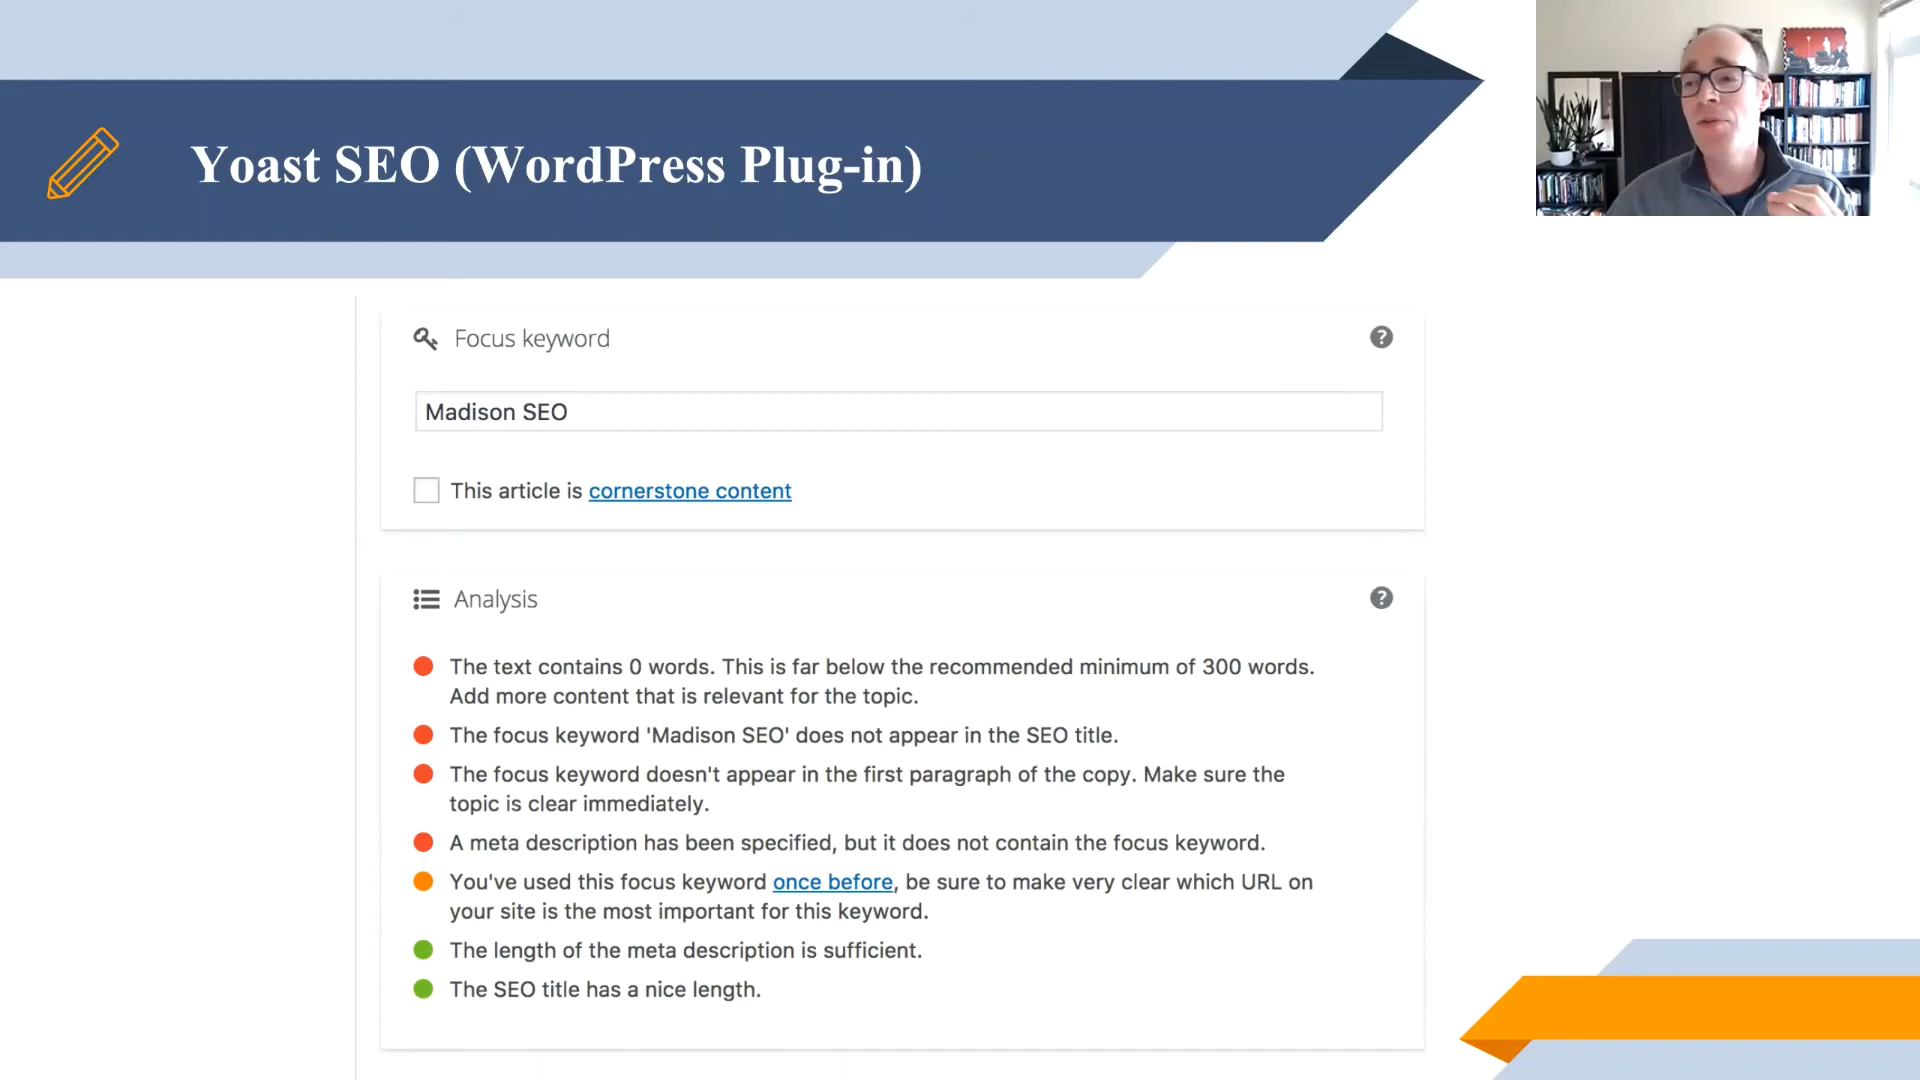 Yoast SEO (WordPress Plug-in)
Focus keyword
?
Madison SEO
This article is cornerstone content
Analysis
?
The text contains 0 words. This is far below the recommended minimum of 300 words.
Add more content that is relevant for the topic.
The focus keyword 'Madison SEO' does not appear in the SEO title.
The focus keyword doesn't appear in the first paragraph of the copy. Make sure the
topic is clear immediately.
A meta description has been specified, but it does not contain the focus keyword.
You've used this focus keyword once before, be sure to make very clear which URL on
your site is the most important for this keyword.
The length of the meta description is sufficient.
The SEO title has a nice length.